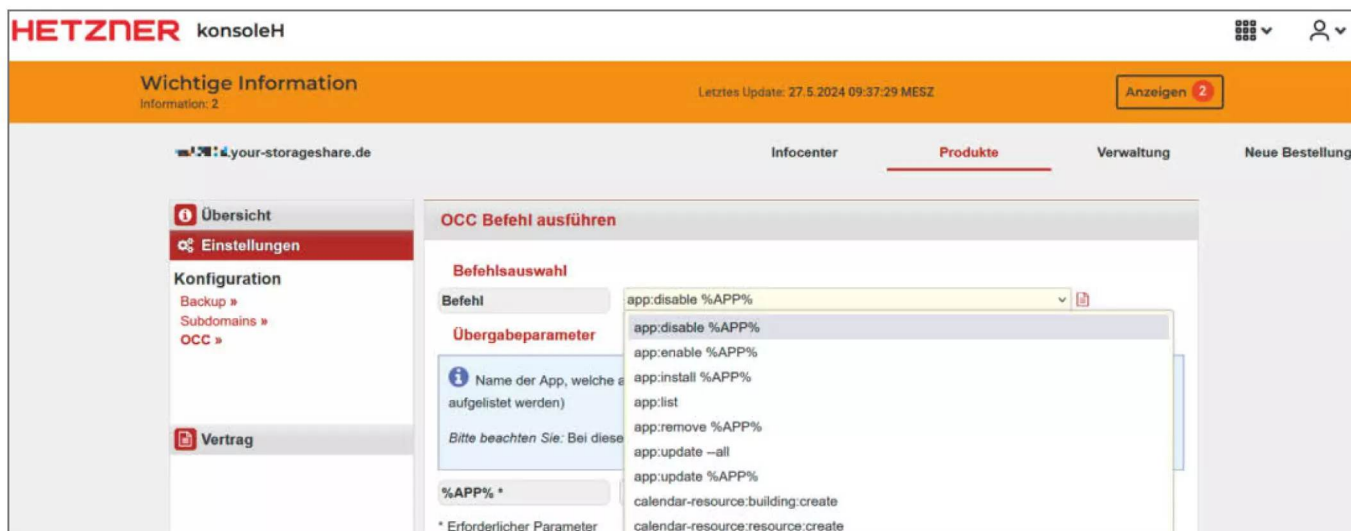 HETZNER konsoleH
Wichtige Information
Information: 2
Letztes Update: 27.5.2024 09:37:29 MESZ
Anzeigen 2
.your-storageshare.de
Infocenter
Produkte
Verwaltung
Neue Bestellung
Übersicht
Einstellungen
Konfiguration
Backup »
Subdomains »
OCC »
Vertrag
OCC Befehl ausführen
Befehlsauswahl
Befehl
app:disable %APP%
Übergabeparameter
Name der App, welche a
aufgelistet werden)
Bitte beachten Sie: Bei diese
%APP% *
* Erforderlicher Parameter
app:disable %APP%
app:enable %APP%
app:install %APP%
app:list
app:remove %APP%
app:update --all
app:update %APP%
calendar-resource:building:create
calendar-resource:resource:create